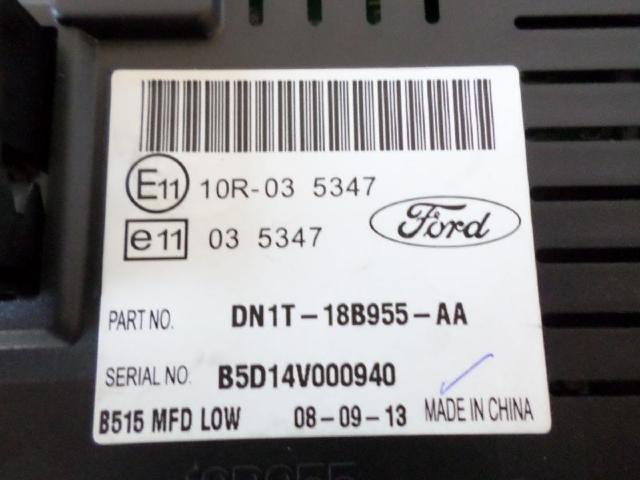 E11 10R-03 5347
e11 03 5347
Ford
PART NO. DN1T-18B955-AA
SERIAL NO. B5D14V000940
B515 MFD LOW 08-09-13 MADE IN CHINA